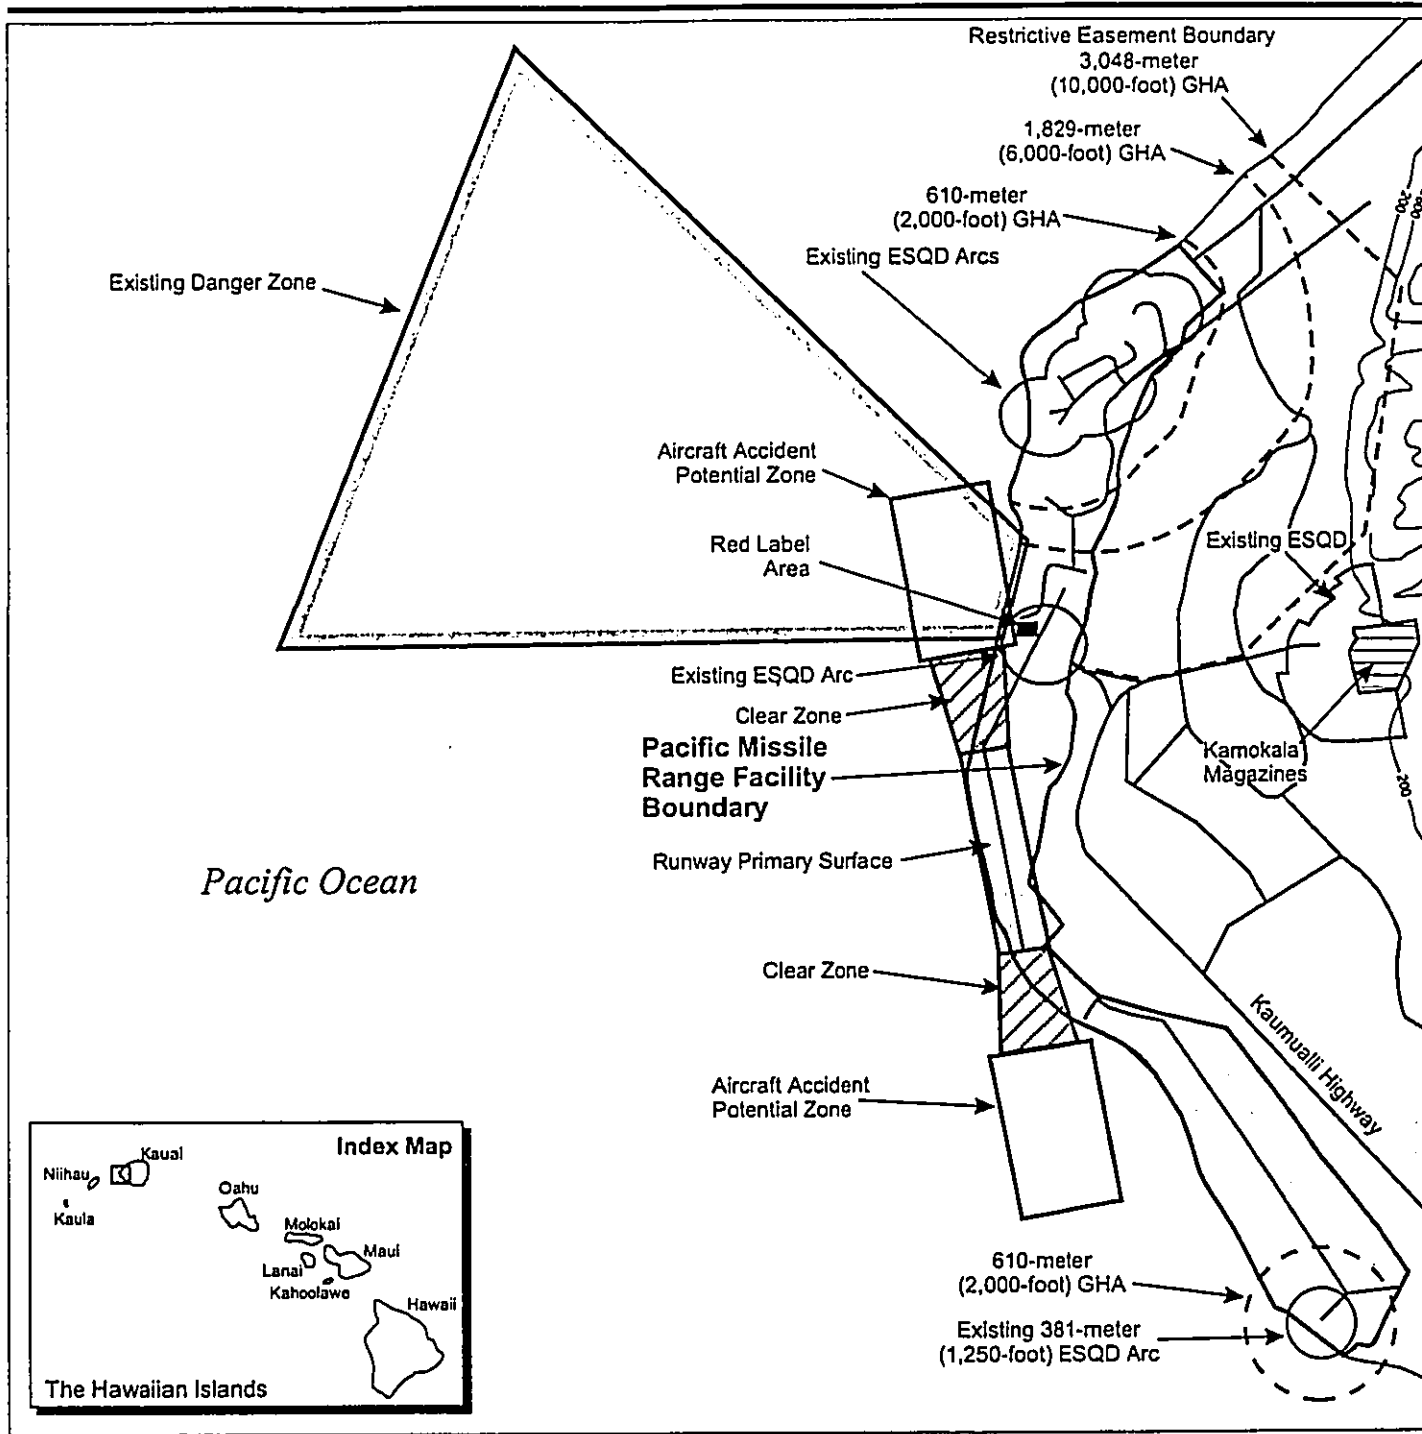 Restrictive Easement Boundary
3,048-meter
(10,000-foot) GHA
1,829-meter
(6,000-foot) GHA
610-meter
(2,000-foot) GHA
Existing ESQD Arcs
Existing Danger Zone
200
Aircraft Accident
Potential Zone
Red Label
Area
Existing ESQD
Existing ESQD Arc
Clear Zone
Pacific Missile
Range Facility
Boundary
Kamokala
Magazines
200
Runway Primary Surface
Pacific Ocean
Clear Zone
Kaumualli Highway
Aircraft Accident
Potential Zone
610-meter
(2,000-foot) GHA
Existing 381-meter
(1,250-foot) ESQD Arc
Index Map
Kauai
Niihau
Kaula
Oahu
Molokai
Maui
Lanai
Kahoolawe
Hawaii
The Hawaiian Islands